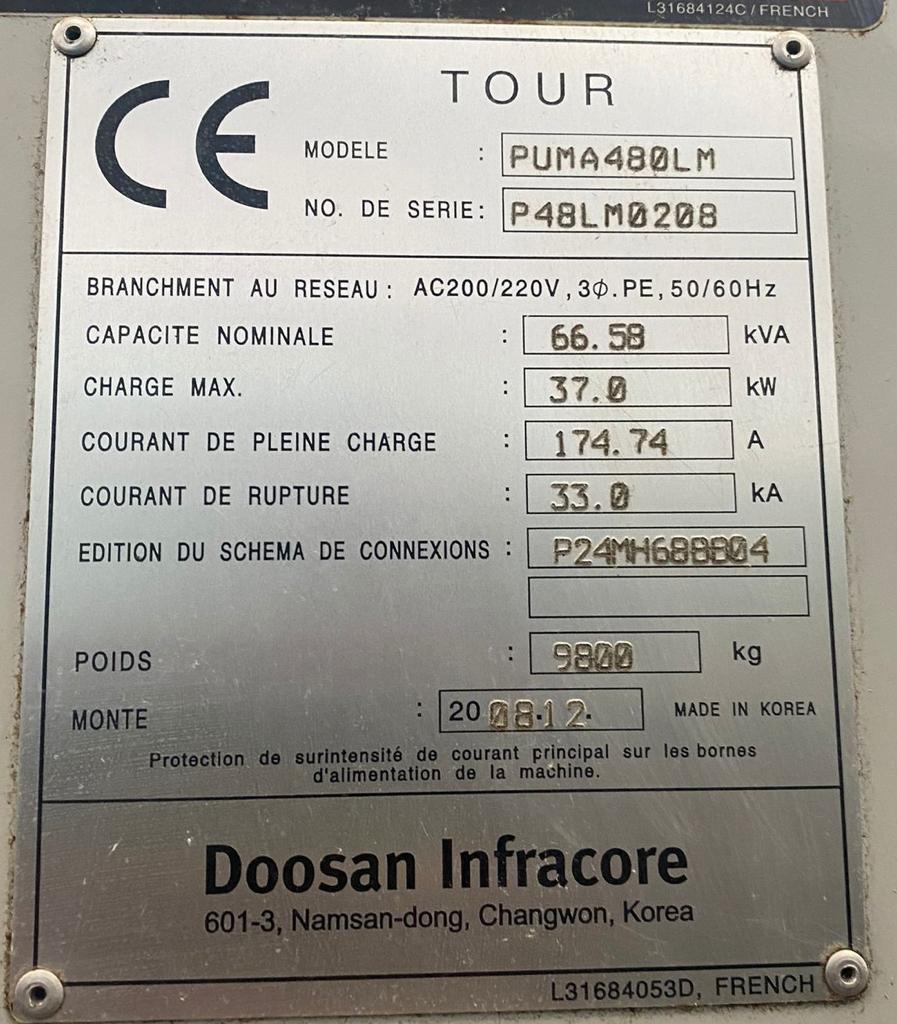 L31684124C / FRENCH
CE TOUR
MODELE : PUMA480LM
NO. DE SERIE: P48LM0208
BRANCHMENT AU RESEAU : AC200/220V, 3Φ.PE, 50/60Hz
CAPACITE NOMINALE : 66.58 kVA
CHARGE MAX. : 37.0 kW
COURANT DE PLEINE CHARGE : 174.74 A
COURANT DE RUPTURE : 33.0 kA
EDITION DU SCHEMA DE CONNEXIONS :
POIDS : 9800 kg
MONTE : 20 08.12. MADE IN KOREA
Protection de surintensité de courant principal sur les bornes
d'alimentation de la machine.
Doosan Infracore
601-3, Namsan-dong, Changwon, Korea
L31684053D, FRENCH